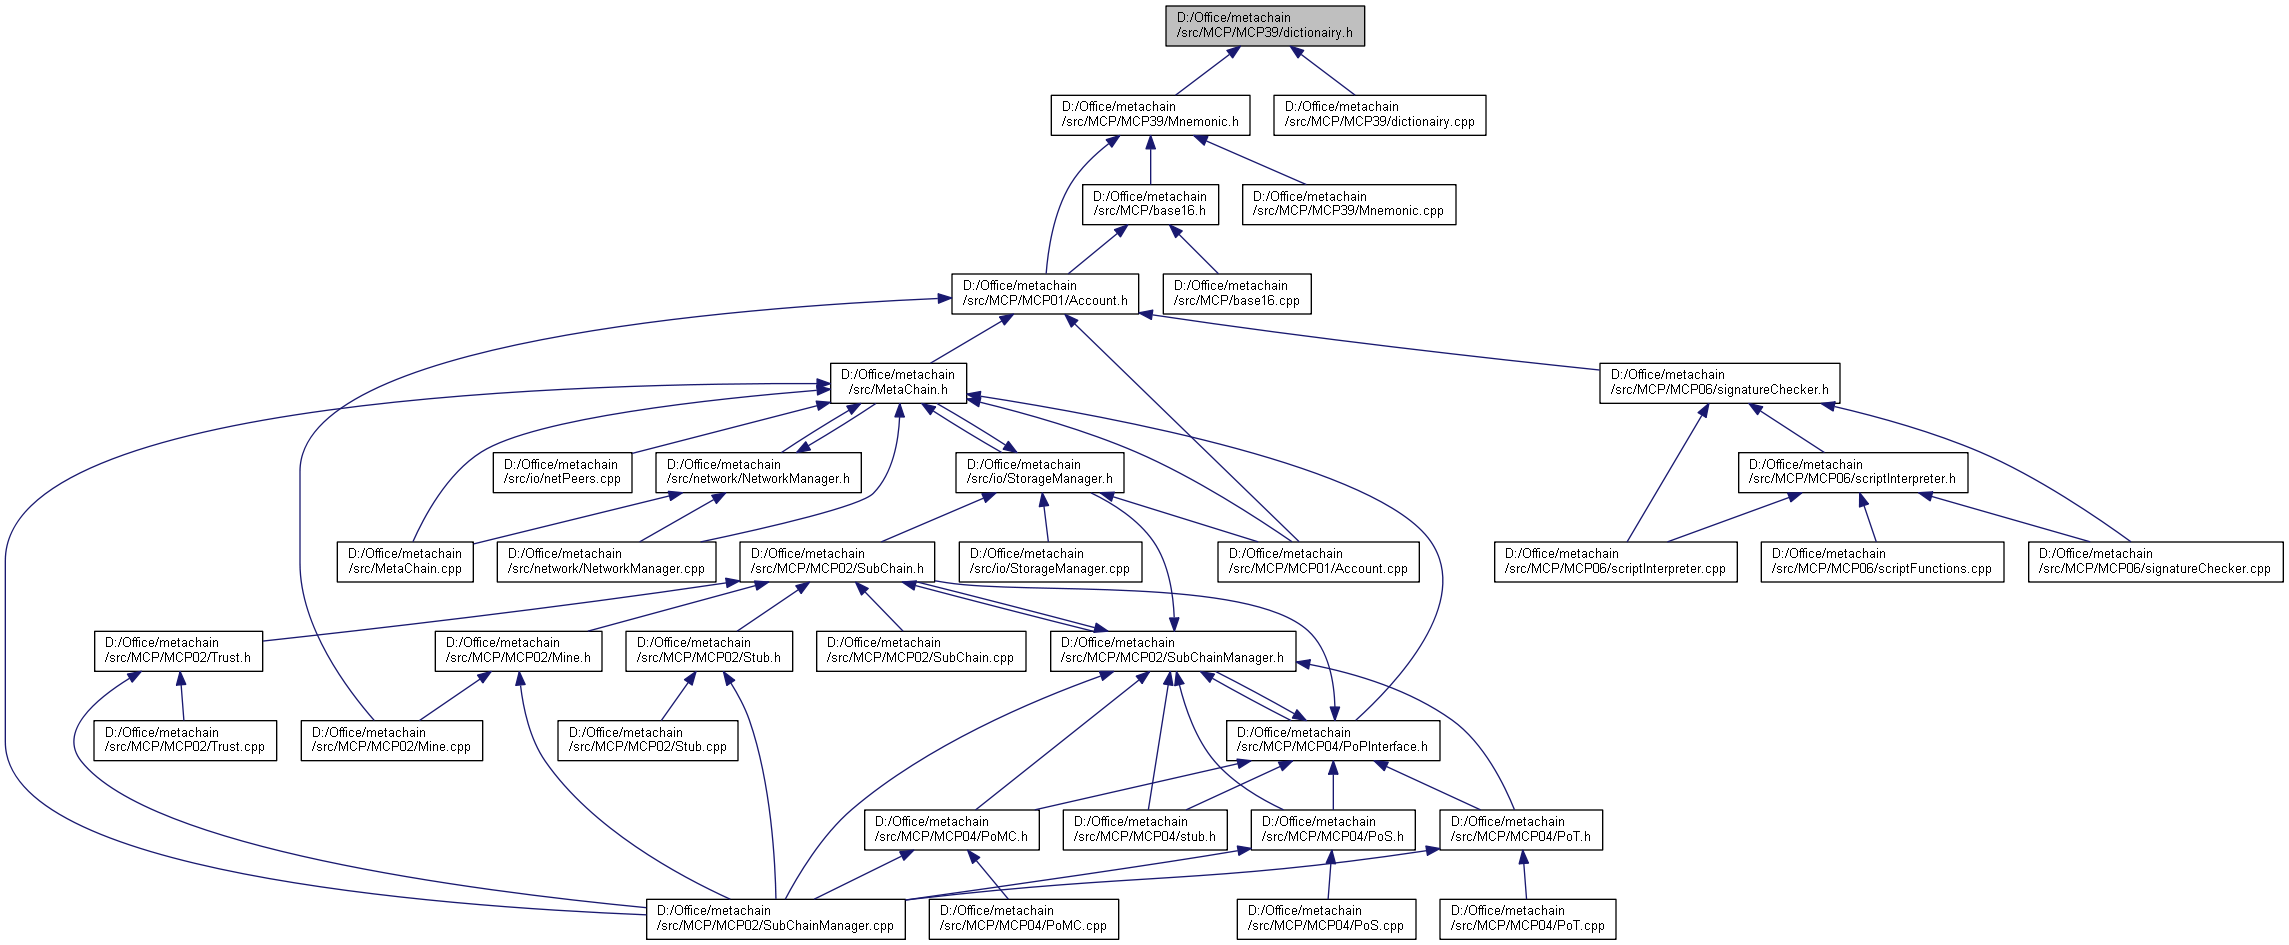 D:/Office/metachain
/src/MCP/MCP39/dictionairy.h
D:/Office/metachain
/src/MCP/MCP39/Mnemonic.h
D:/Office/metachain
/src/MCP/MCP39/dictionairy.cpp
D:/Office/metachain
/src/MCP/base16.h
D:/Office/metachain
/src/MCP/MCP39/Mnemonic.cpp
D:/Office/metachain
/src/MCP/MCP01/Account.h
D:/Office/metachain
/src/MCP/base16.cpp
D:/Office/metachain
/src/MetaChain.h
D:/Office/metachain
/src/MCP/MCP06/signatureChecker.h
D:/Office/metachain
/src/io/netPeers.cpp
D:/Office/metachain
/src/network/NetworkManager.h
D:/Office/metachain
/src/io/StorageManager.h
D:/Office/metachain
/src/MCP/MCP06/scriptInterpreter.h
D:/Office/metachain
/src/MetaChain.cpp
D:/Office/metachain
/src/network/NetworkManager.cpp
D:/Office/metachain
/src/MCP/MCP02/SubChain.h
D:/Office/metachain
/src/io/StorageManager.cpp
D:/Office/metachain
/src/MCP/MCP01/Account.cpp
D:/Office/metachain
/src/MCP/MCP06/scriptInterpreter.cpp
D:/Office/metachain
/src/MCP/MCP06/scriptFunctions.cpp
D:/Office/metachain
/src/MCP/MCP06/signatureChecker.cpp
D:/Office/metachain
/src/MCP/MCP02/Trust.h
D:/Office/metachain
/src/MCP/MCP02/Mine.h
D:/Office/metachain
/src/MCP/MCP02/Stub.h
D:/Office/metachain
/src/MCP/MCP02/SubChain.cpp
D:/Office/metachain
/src/MCP/MCP02/SubChainManager.h
D:/Office/metachain
/src/MCP/MCP02/Trust.cpp
D:/Office/metachain
/src/MCP/MCP02/Mine.cpp
D:/Office/metachain
/src/MCP/MCP02/Stub.cpp
D:/Office/metachain
/src/MCP/MCP04/PoPInterface.h
D:/Office/metachain
/src/MCP/MCP04/PoMC.h
D:/Office/metachain
/src/MCP/MCP04/stub.h
D:/Office/metachain
/src/MCP/MCP04/PoS.h
D:/Office/metachain
/src/MCP/MCP04/PoT.h
D:/Office/metachain
/src/MCP/MCP02/SubChainManager.cpp
D:/Office/metachain
/src/MCP/MCP04/PoMC.cpp
D:/Office/metachain
/src/MCP/MCP04/PoS.cpp
D:/Office/metachain
/src/MCP/MCP04/PoT.cpp